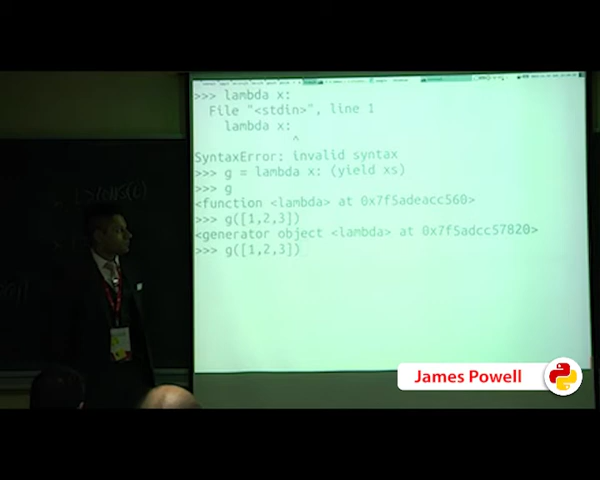 >>> lambda x:
File "<stdin>", line 1
lambda x:
^
SyntaxError: invalid syntax
>>> g = lambda x: (yield xs)
>>> g
<function <lambda> at 0x7f5adeacc560>
>>> g([1,2,3])
<generator object <lambda> at 0x7f5adcc57820>
>>> g([1,2,3])
James Powell